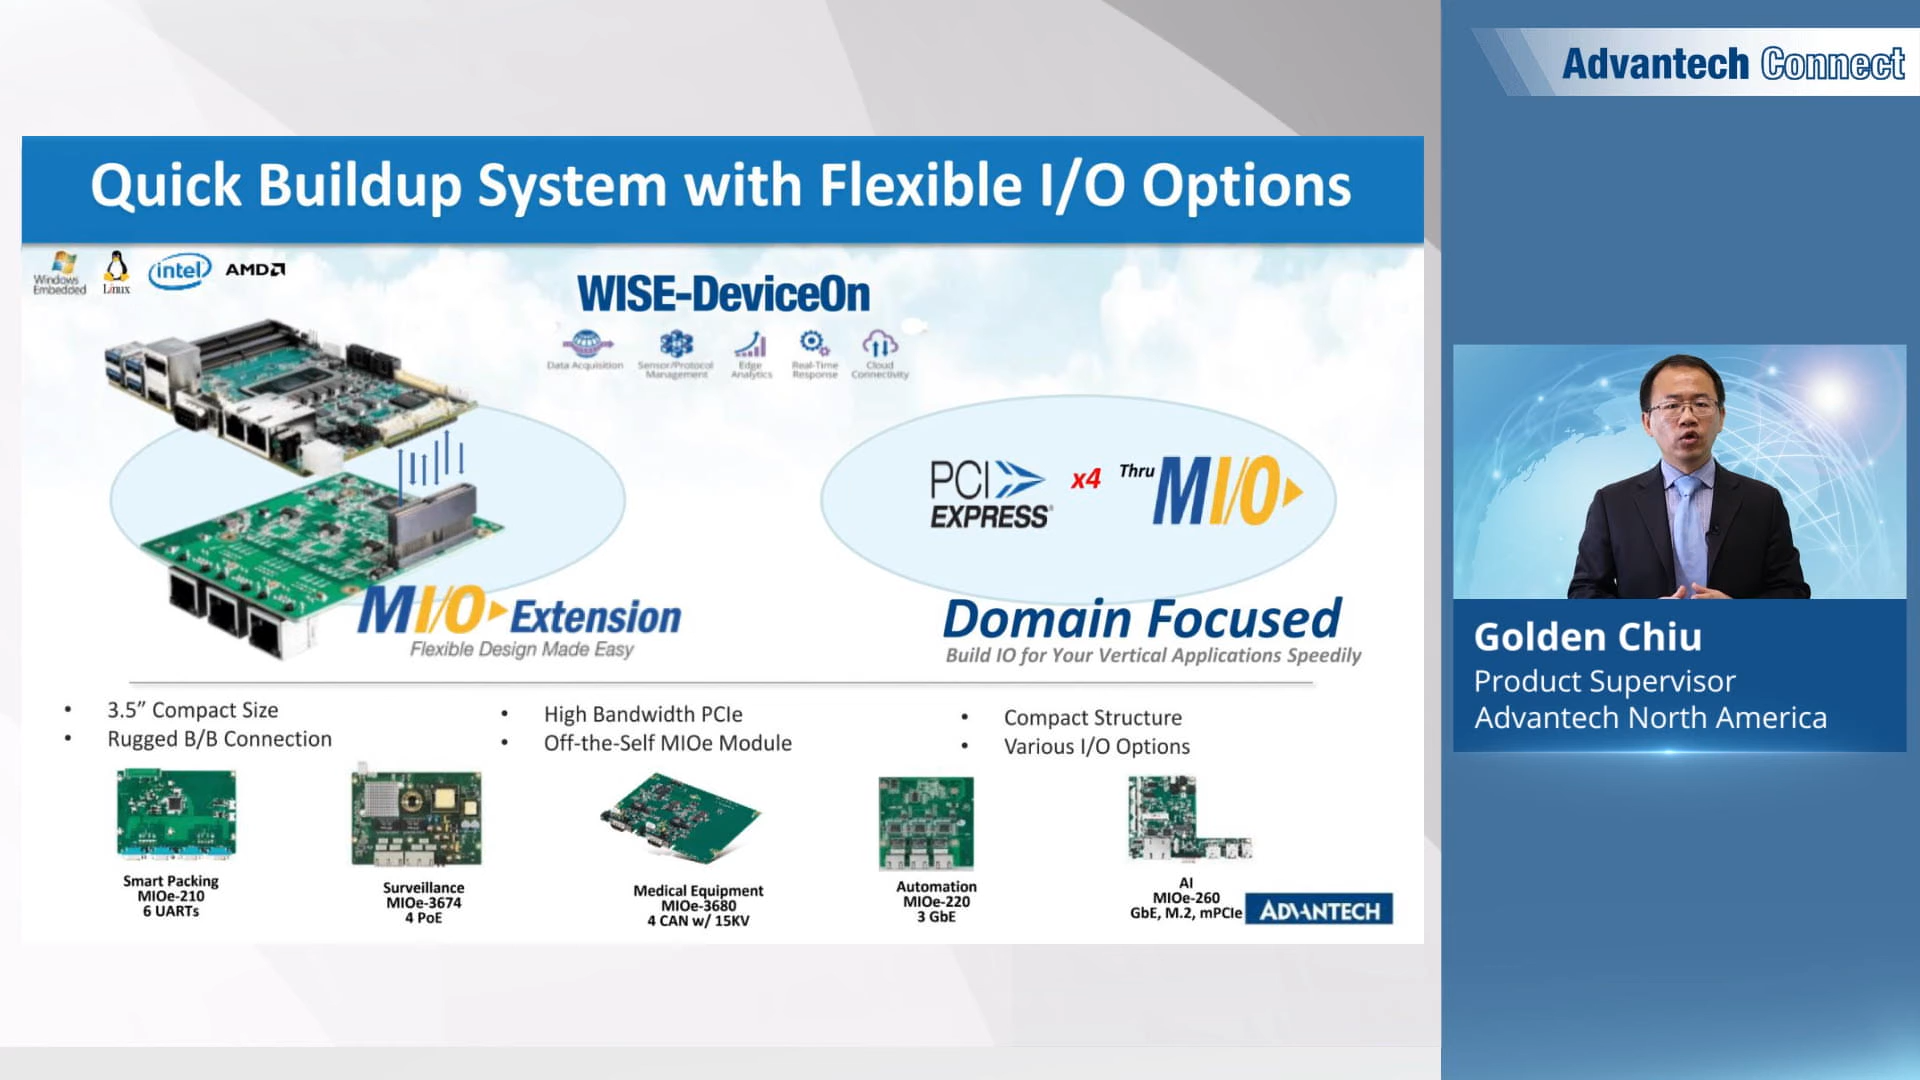 Advantech Connect
Quick Buildup System with Flexible I/O Options
Windows
Embedded
Linux
intel
AMD
WISE-DeviceOn
Data Acquisition
Sensor/Protocol
Management
Edge
Analytics
Real-Time
Response
Cloud
Connectivity
MI/O Extension
Flexible Design Made Easy
PCI
EXPRESS
x4
Thru
MI/O
Domain Focused
Build IO for Your Vertical Applications Speedily
• 3.5” Compact Size
• Rugged B/B Connection
• High Bandwidth PCIe
• Off-the-Self MIOe Module
• Compact Structure
• Various I/O Options
Smart Packing
MIOe-210
6 UARTs
Surveillance
MIOe-3674
4 PoE
Medical Equipment
MIOe-3680
4 CAN w/ 15KV
Automation
MIOe-220
3 GbE
AI
MIOe-260
GbE, M.2, mPCIe
ADVANTECH
Golden Chiu
Product Supervisor
Advantech North America